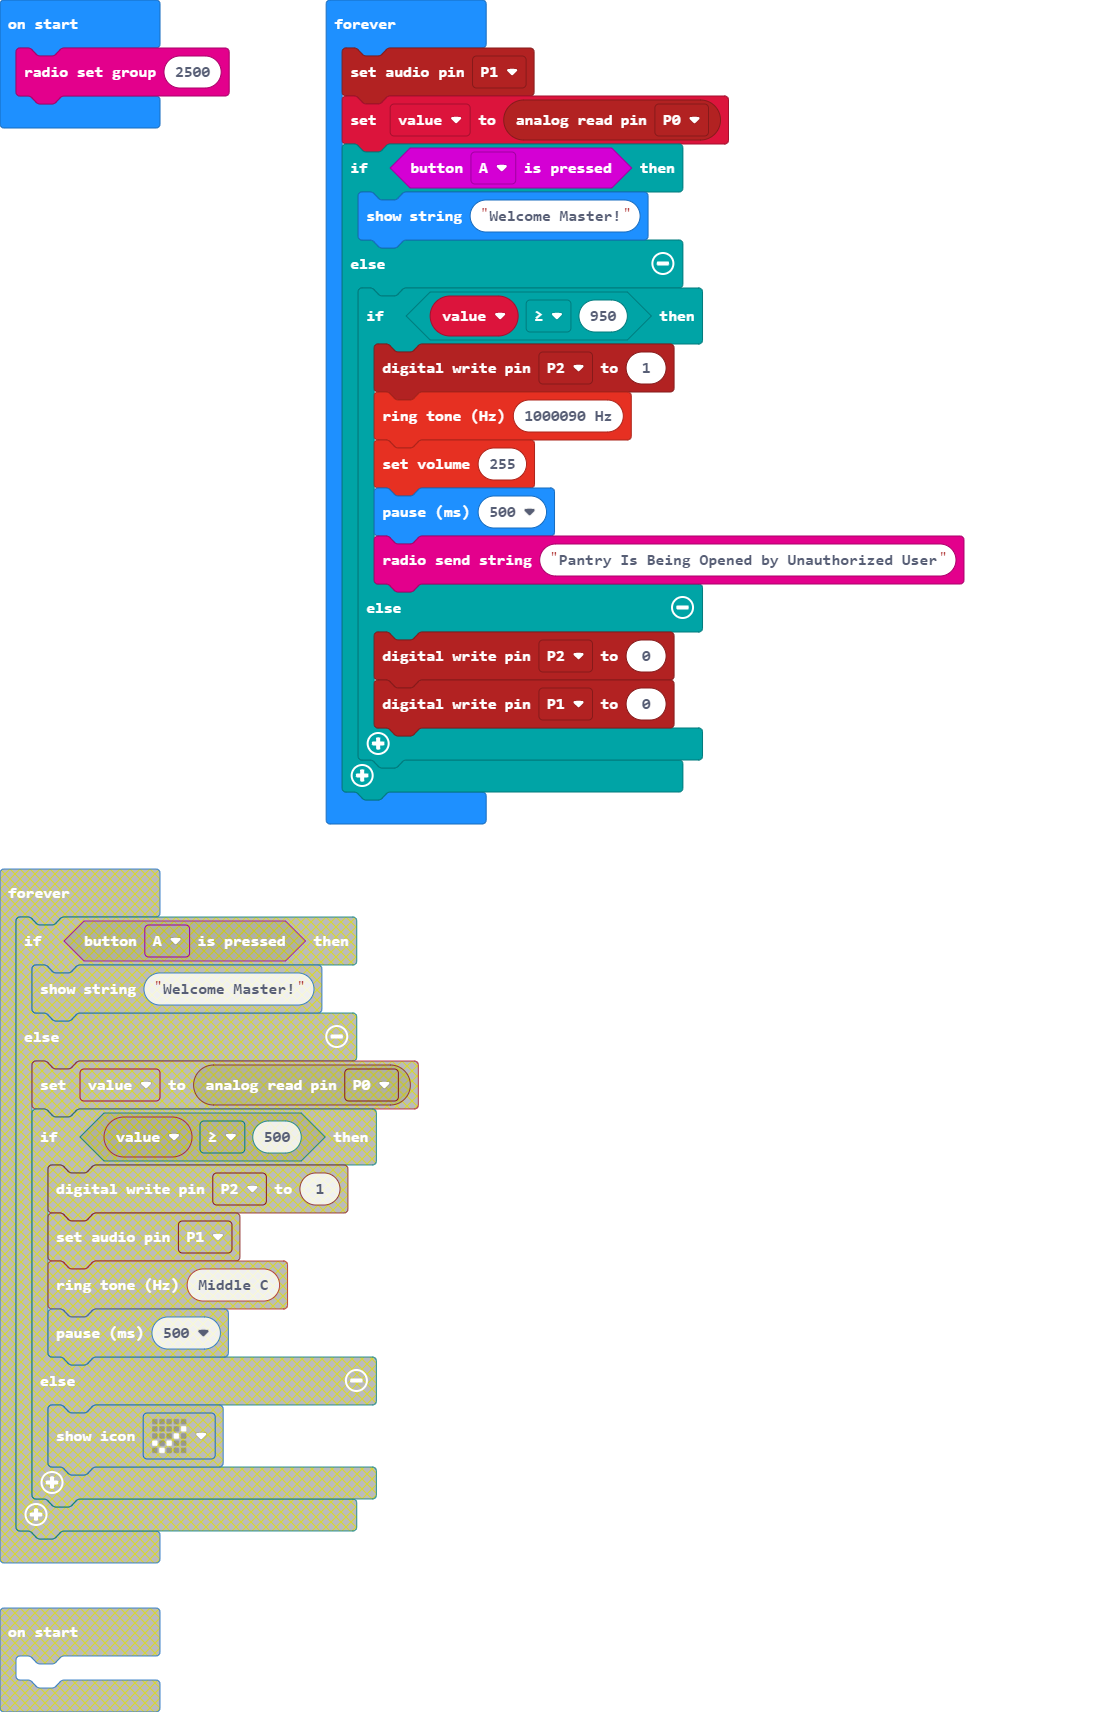 on start
radio set group 2500
forever
set audio pin P1
set value to analog read pin P0
if button A is pressed then
show string "Welcome Master!"
else
if value ≥ 950 then
digital write pin P2 to 1
ring tone (Hz) 1000090 Hz
set volume 255
pause (ms) 500
radio send string "Pantry Is Being Opened by Unauthorized User"
else
digital write pin P2 to 0
digital write pin P1 to 0
forever
if button A is pressed then
show string "Welcome Master!"
else
set value to analog read pin P0
if value ≥ 500 then
digital write pin P2 to 1
set audio pin P1
ring tone (Hz) Middle C
pause (ms) 500
else
show icon
on start